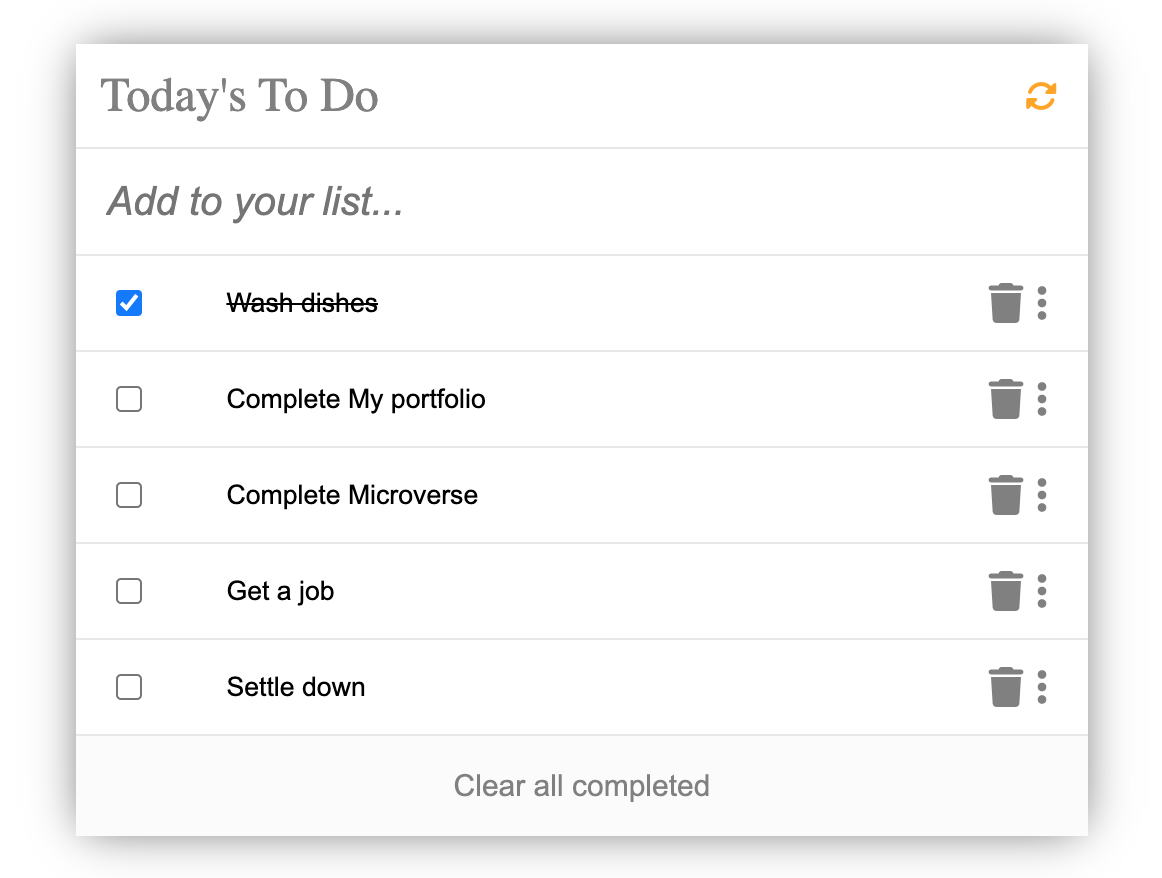 Today's To Do
Add to your list...
Wash dishes
Complete My portfolio
Complete Microverse
Get a job
Settle down
Clear all completed